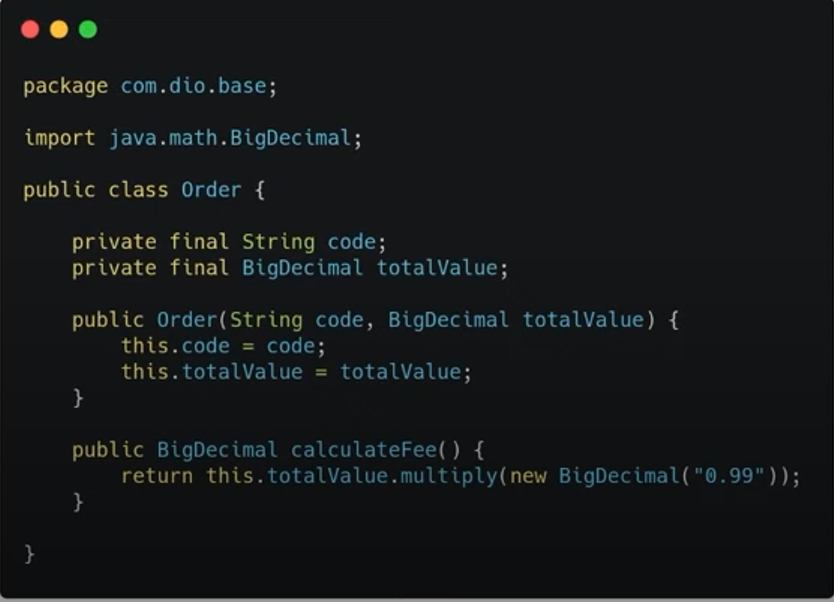 package com.dio.base;
import java.math.BigDecimal;
public class Order {
private final String code;
private final BigDecimal totalValue;
public Order(String code, BigDecimal totalValue) {
this.code = code;
this.totalValue = totalValue;
}
public BigDecimal calculateFee() {
return this.totalValue.multiply(new BigDecimal("0.99"));
}
}